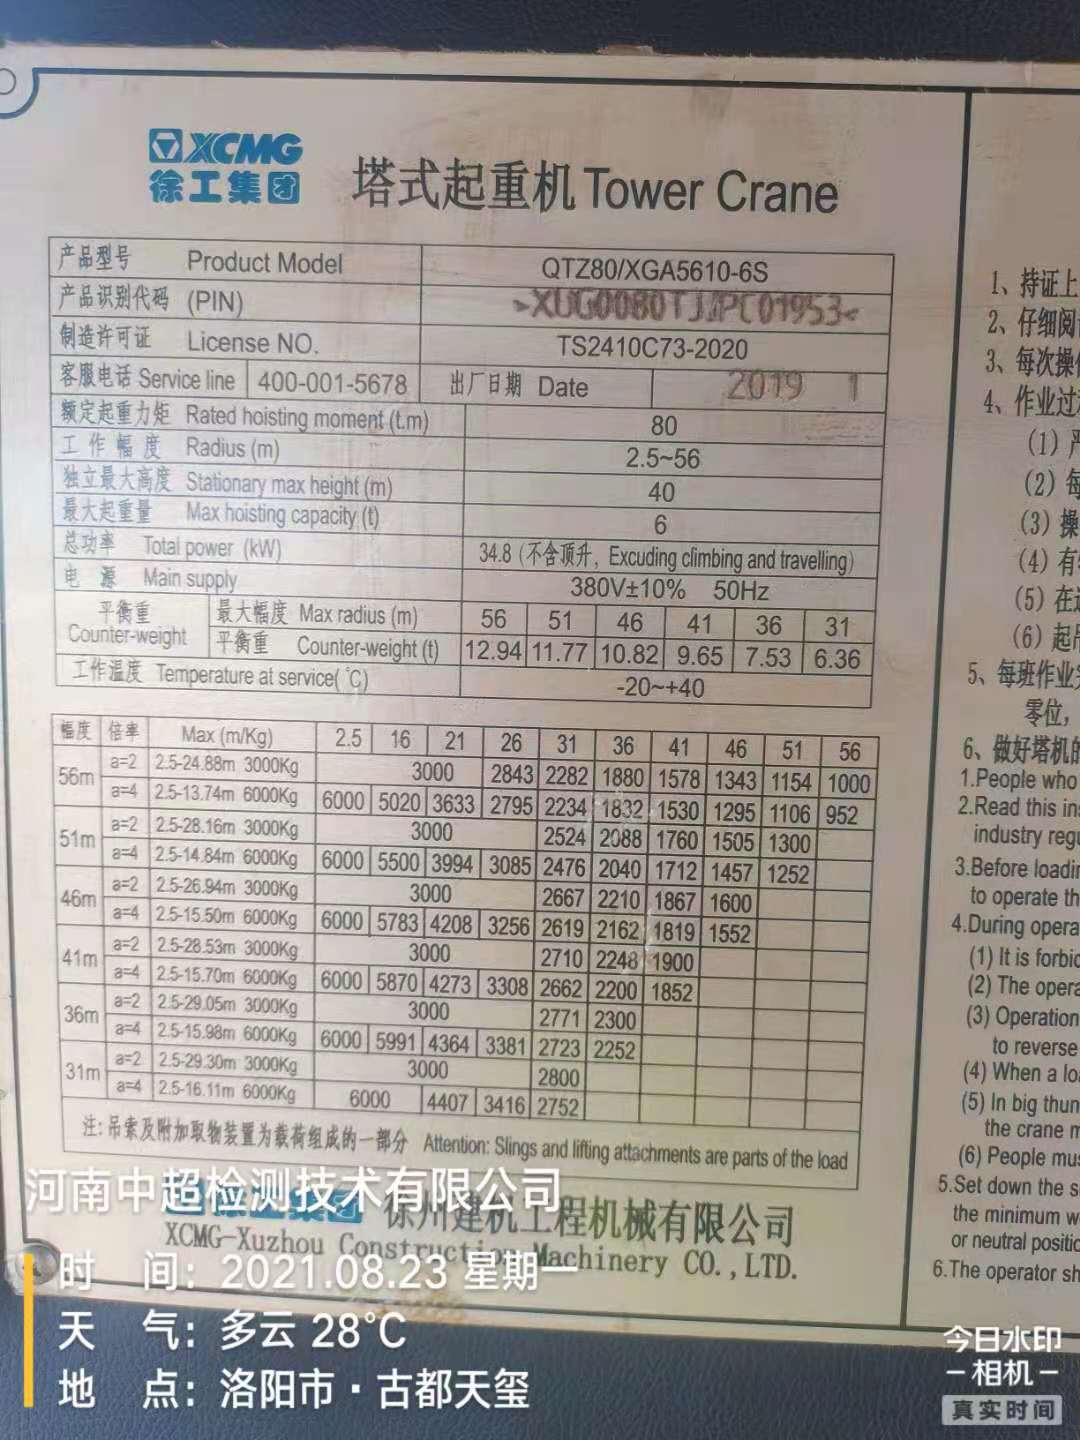 XCMG
徐工集团
塔式起重机 Tower Crane
产品型号 Product Model QTZ80/XGA5610-6S
产品识别代码 (PIN)
制造许可证 License NO. TS2410C73-2020
客服电话 Service line 400-001-5678 出厂日期 Date 2019 1
额定起重力矩 Rated hoisting moment (t.m) 80
工作幅度 Radius (m) 2.5~56
独立最大高度 Stationary max height (m) 40
最大起重量 Max hoisting capacity (t) 6
总功率 Total power (kW) 34.8 (不含顶升, Excuding climbing and travelling)
电 源 Main supply 380V±10% 50Hz
平衡重 Counter-weight 最大幅度 Max radius (m) 56 51 46 41 36 31
平衡重 Counter-weight (t) 12.94 11.77 10.82 9.65 7.53 6.36
工作温度 Temperature at service(℃) -20~+40
幅度 倍率 Max (m/Kg) 2.5 16 21 26 31 36 41 46 51 56
56m a=2 2.5-24.88m 3000Kg 3000 2843 2282 1880 1578 1343 1154 1000
a=4 2.5-13.74m 6000Kg 6000 5020 3633 2795 2234 1832 1530 1295 1106 952
51m a=2 2.5-28.16m 3000Kg 3000 2524 2088 1760 1505 1300
a=4 2.5-14.84m 6000Kg 6000 5500 3994 3085 2476 2040 1712 1457 1252
46m a=2 2.5-26.94m 3000Kg 3000 2667 2210 1867 1600
a=4 2.5-15.50m 6000Kg 6000 5783 4208 3256 2619 2162 1819 1552
41m a=2 2.5-28.53m 3000Kg 3000 2710 2248 1900
a=4 2.5-15.70m 6000Kg 6000 5870 4273 3308 2662 2200 1852
36m a=2 2.5-29.05m 3000Kg 3000 2771 2300
a=4 2.5-15.98m 6000Kg 6000 5991 4364 3381 2723 2252
31m a=2 2.5-29.30m 3000Kg 3000 2800
a=4 2.5-16.11m 6000Kg 6000 4407 3416 2752
注: 吊索及附加取物装置为载荷组成的一部分 Attention: Slings and lifting attachments are parts of the load
徐工集团 徐州建机工程机械有限公司
XCMG-Xuzhou Construction Machinery CO.,LTD.
1、持证上
2、仔细阅
3、每次操
4、作业过
(1)
(2) 每
(3) 操
(4) 有
(5) 在
(6) 起
5、每班作业
零位,
6、做好塔机的
1.People who
2.Read this in
industry regu
3.Before loadin
to operate th
4.During opera
(1) It is forbi
(2) The opera
(3) Operation
to reverse
(4) When a lo
(5) In big thun
the crane m
(6) People mu
5.Set down the s
the minimum w
or neutral positio
6.The operator sh
河南中超检测技术有限公司
时 间: 2021.08.23 星期一
天 气: 多云 28℃
地 点: 洛阳市·古都天玺
今日水印
-相机-
真实时间